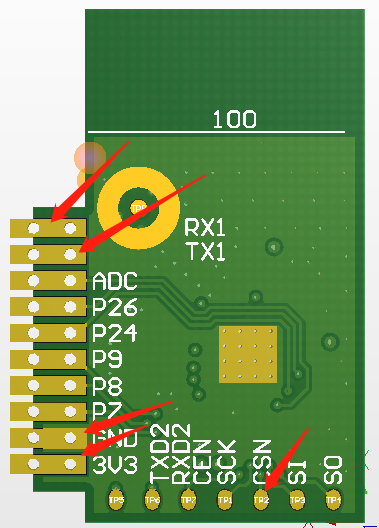 100
RX1
TX1
ADC
P26
P24
P9
P8
P7
GND
3V3
TXD2
RXD2
CEN
SCK
CSN
SI
SO
TP5
TP6
TP7
TP1
TP2
TP3
TP4